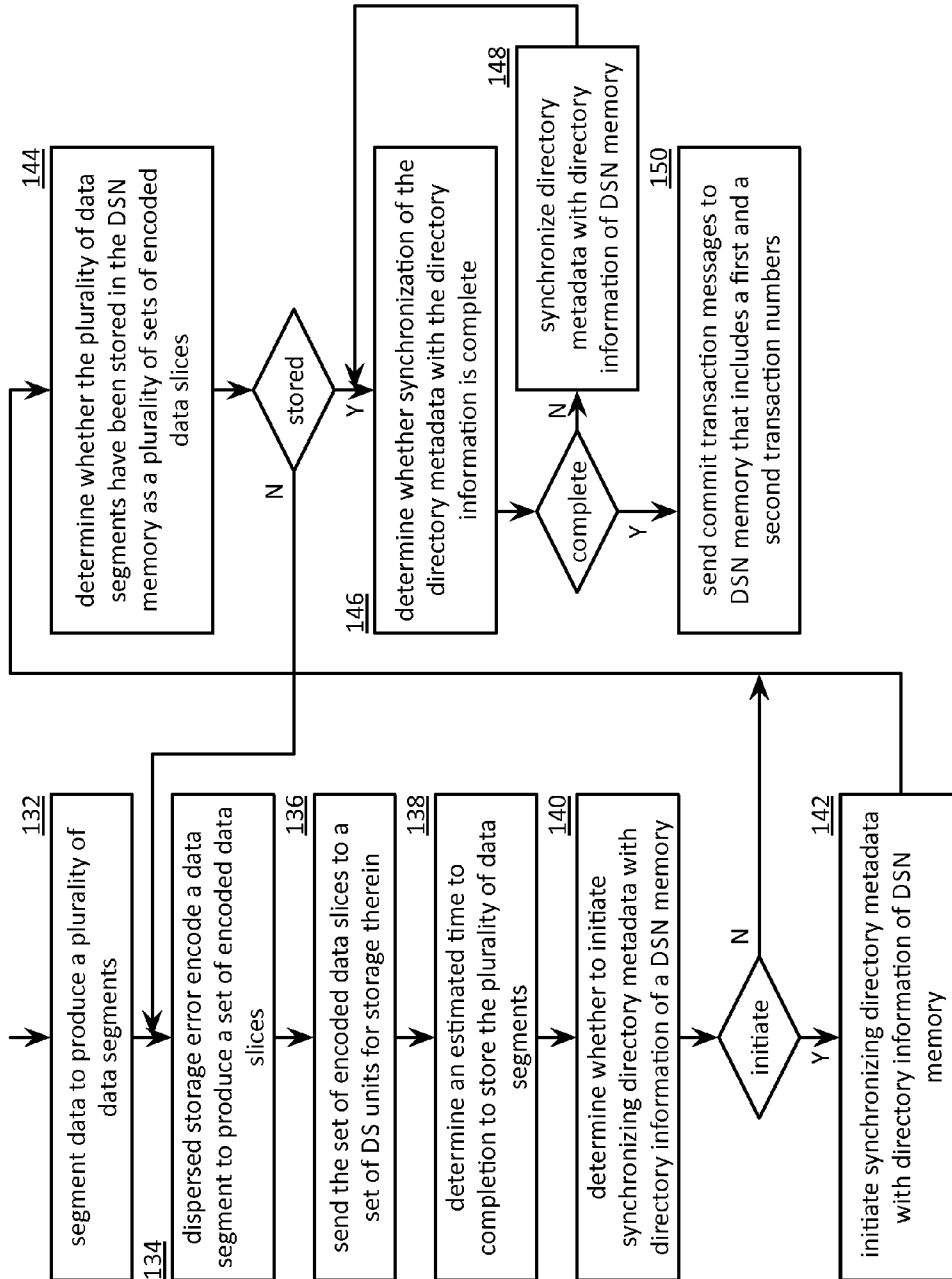 132
segment data to produce a plurality of
data segments
134
dispersed storage error encode a data
segment to produce a set of encoded data
slices
136
send the set of encoded data slices to a
set of DS units for storage therein
138
determine an estimated time to
completion to store the plurality of data
segments
140
determine whether to initiate
synchronizing directory metadata with
directory information of a DSN memory
initiate
N
Y
142
initiate synchronizing directory metadata
with directory information of DSN
memory
144
determine whether the plurality of data
segments have been stored in the DSN
memory as a plurality of sets of encoded
data slices
stored
N
Y
146
determine whether synchronization of the
directory metadata with the directory
information is complete
complete
N
Y
148
synchronize directory
metadata with directory
information of DSN memory
150
send commit transaction messages to
DSN memory that includes a first and a
second transaction numbers